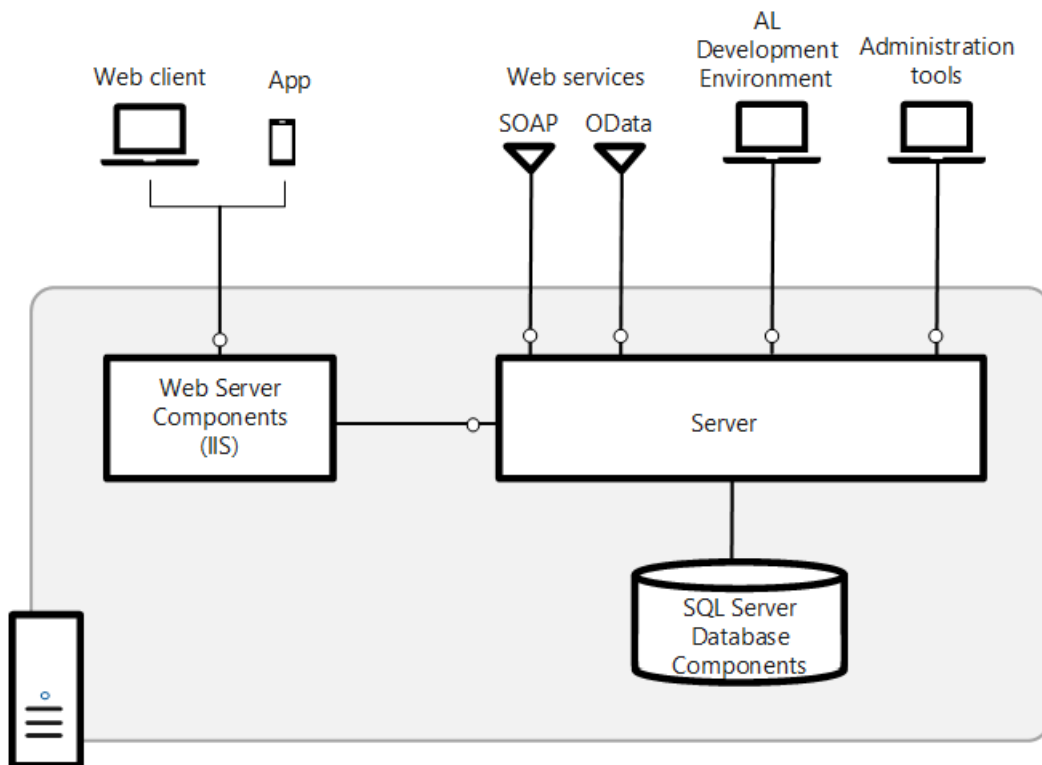 Web client
App
Web services
SOAP
OData
AL
Development
Environment
Administration
tools
Web Server
Components
(IIS)
Server
SQL Server
Database
Components